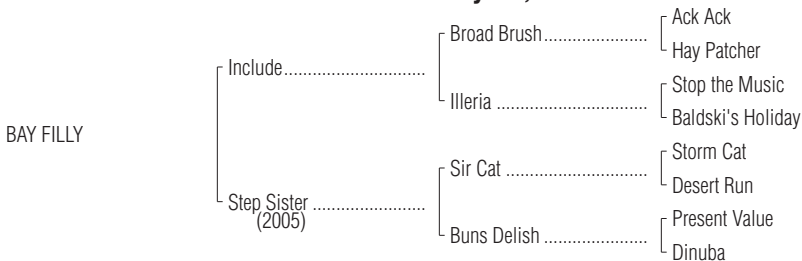 Ack Ack
Broad Brush
Hay Patcher
Include
Stop the Music
Illeria
Baldski's Holiday
BAY FILLY
Storm Cat
Sir Cat
Desert Run
Step Sister
(2005)
Present Value
Buns Delish
Dinuba